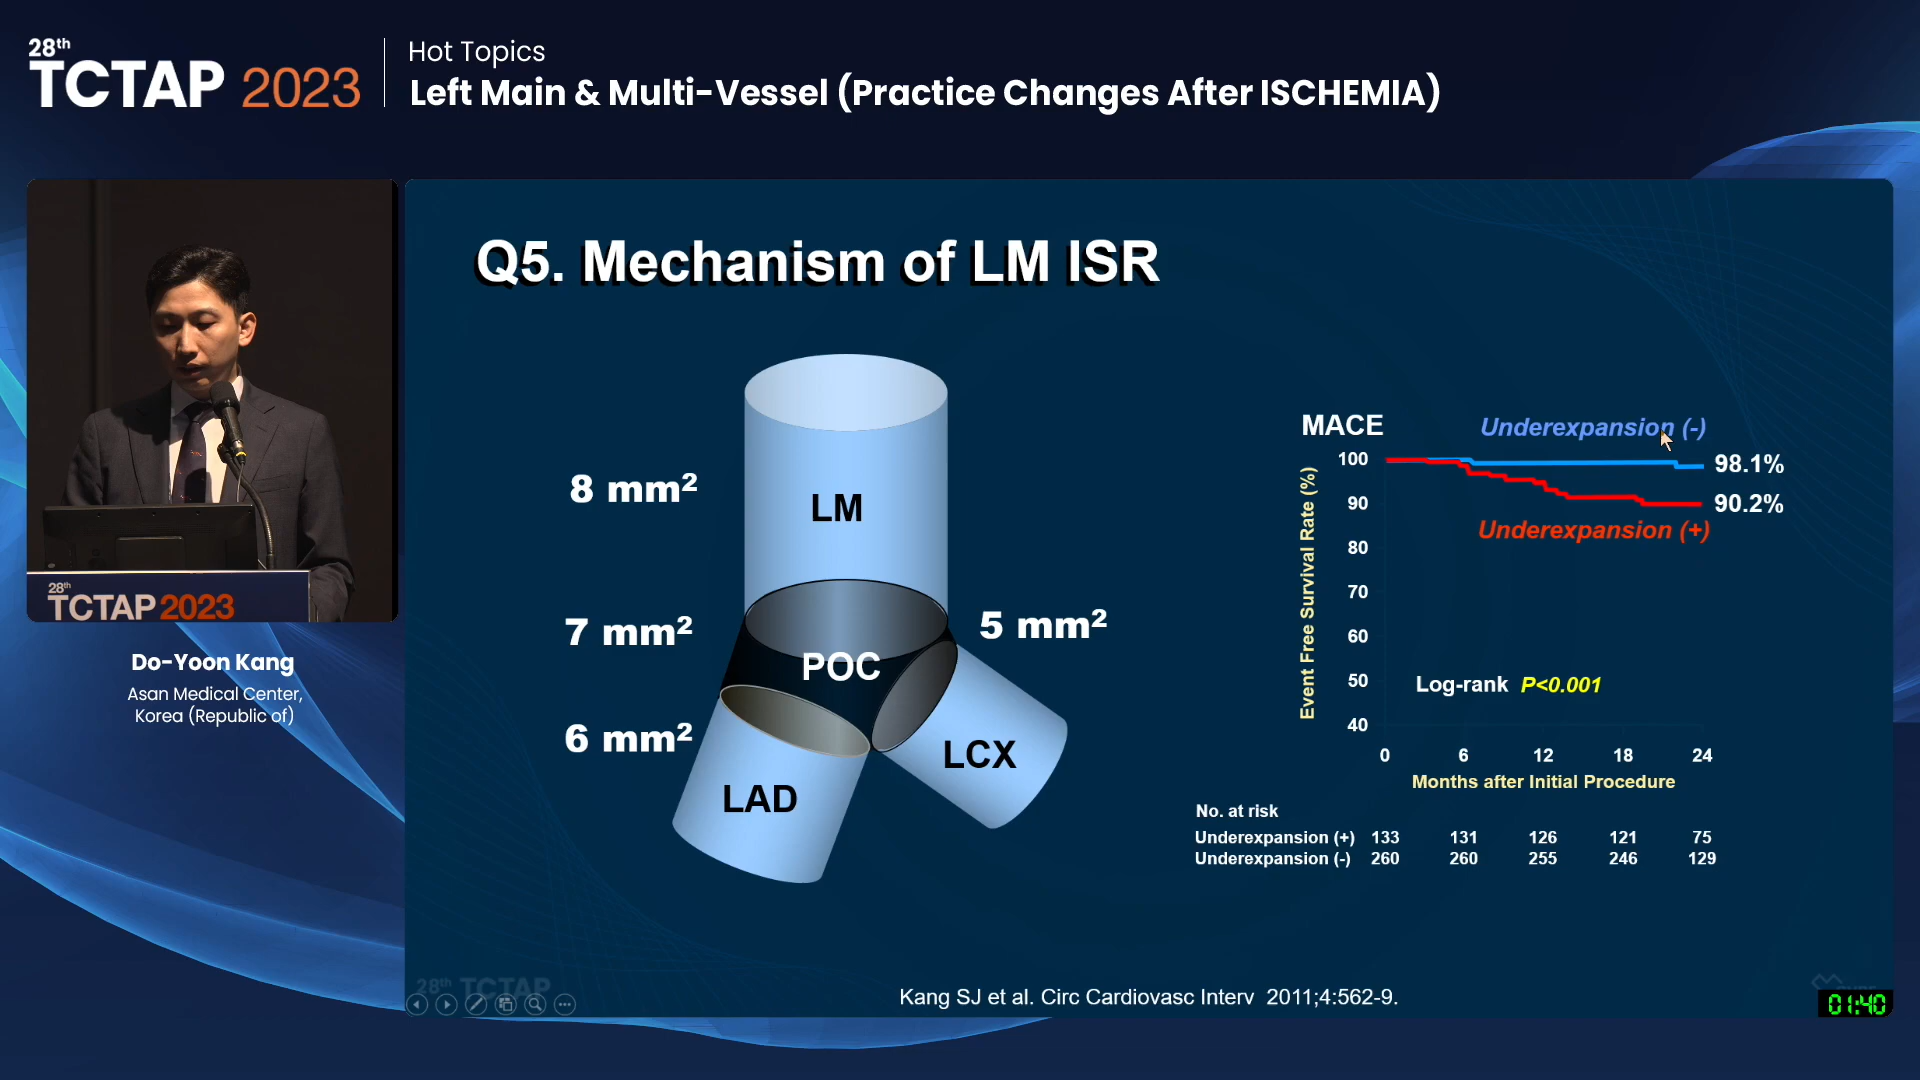 28th
TCTAP 2023
Hot Topics
Left Main & Multi-Vessel (Practice Changes After ISCHEMIA)
28th
TCTAP 2023
Do-Yoon Kang
Asan Medical Center,
Korea (Republic of)
Q5. Mechanism of LM ISR
8 mm²
LM
7 mm²
5 mm²
POC
6 mm²
LCX
LAD
MACE
Underexpansion (-)
98.1%
90.2%
Underexpansion (+)
Event Free Survival Rate (%)
100
90
80
70
60
50
40
Log-rank P<0.001
0 6 12 18 24
Months after Initial Procedure
No. at risk
Underexpansion (+) 133 131 126 121 75
Underexpansion (-) 260 260 255 246 129
28th TCTAP
Kang SJ et al. Circ Cardiovasc Interv 2011;4:562-9.
01:40